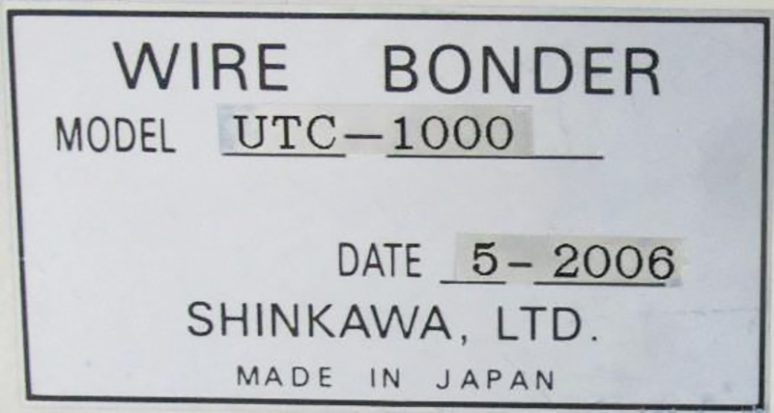 WIRE BONDER
MODEL UTC-1000
DATE 5-2006
SHINKAWA, LTD.
MADE IN JAPAN